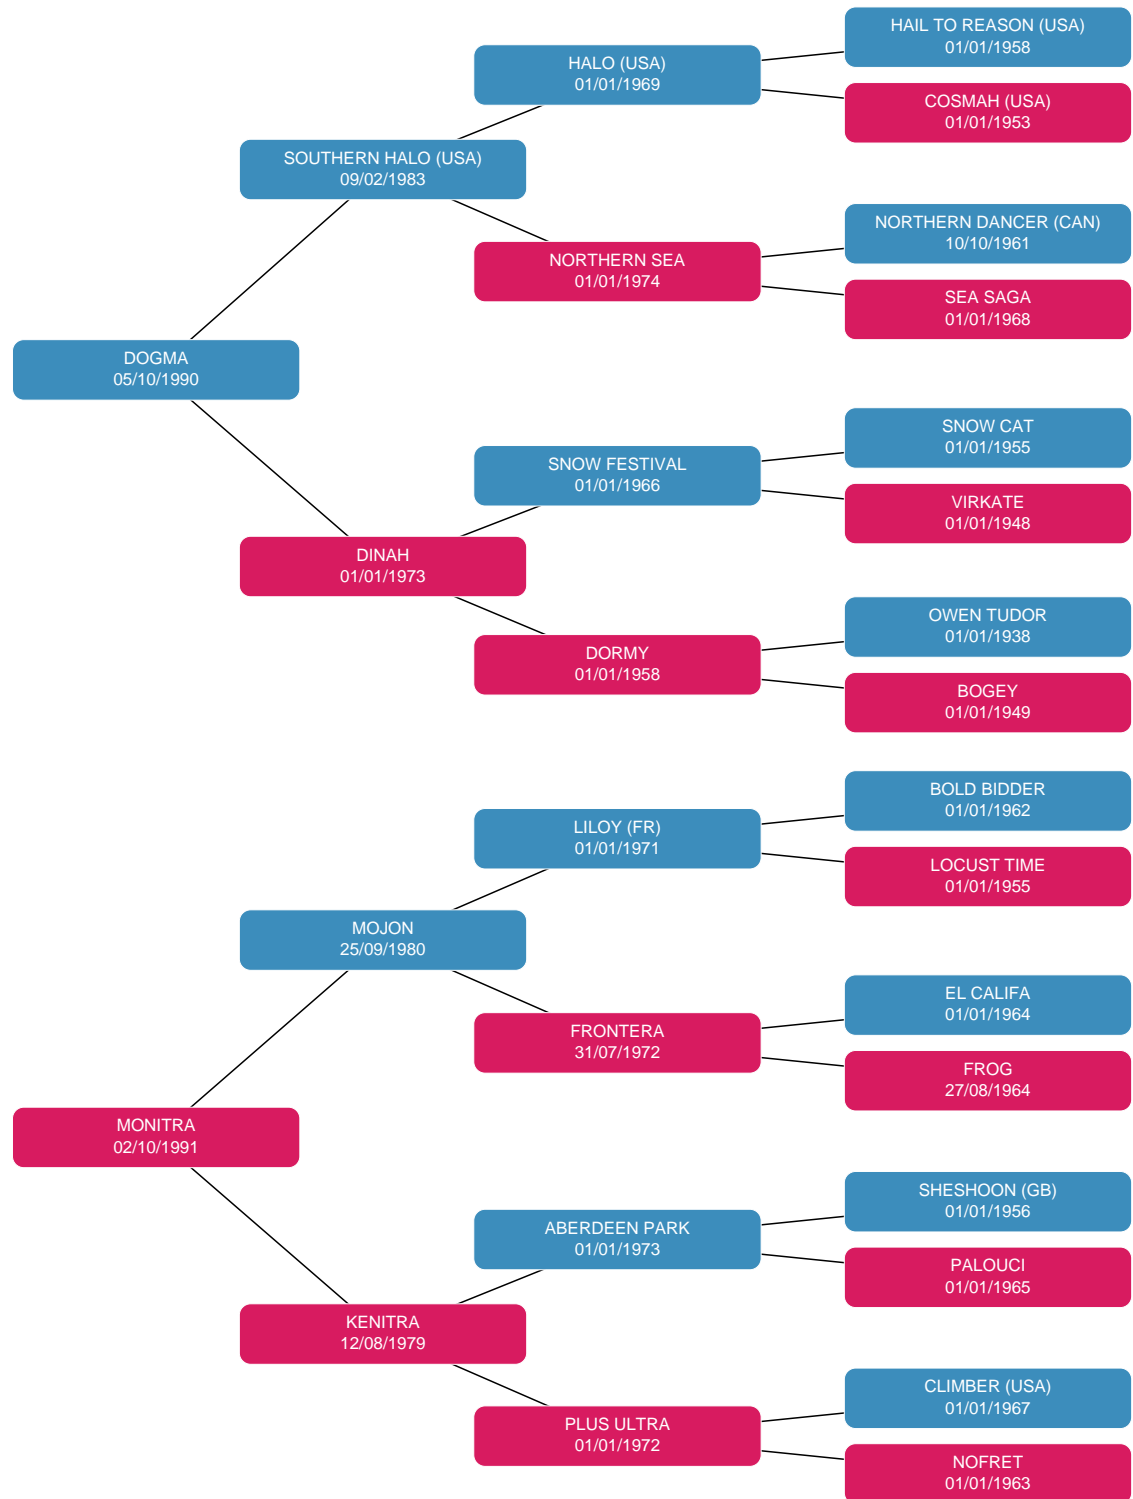 HAIL TO REASON (USA)
01/01/1958
HALO (USA)
01/01/1969
COSMAH (USA)
01/01/1953
SOUTHERN HALO (USA)
09/02/1983
NORTHERN DANCER (CAN)
10/10/1961
NORTHERN SEA
01/01/1974
SEA SAGA
01/01/1968
DOGMA
05/10/1990
SNOW CAT
01/01/1955
SNOW FESTIVAL
01/01/1966
VIRKATE
01/01/1948
DINAH
01/01/1973
OWEN TUDOR
01/01/1938
DORMY
01/01/1958
BOGEY
01/01/1949
BOLD BIDDER
01/01/1962
LILOY (FR)
01/01/1971
LOCUST TIME
01/01/1955
MOJON
25/09/1980
EL CALIFA
01/01/1964
FRONTERA
31/07/1972
FROG
27/08/1964
MONITRA
02/10/1991
SHESHOON (GB)
01/01/1956
ABERDEEN PARK
01/01/1973
PALOUCI
01/01/1965
KENITRA
12/08/1979
CLIMBER (USA)
01/01/1967
PLUS ULTRA
01/01/1972
NOFRET
01/01/1963